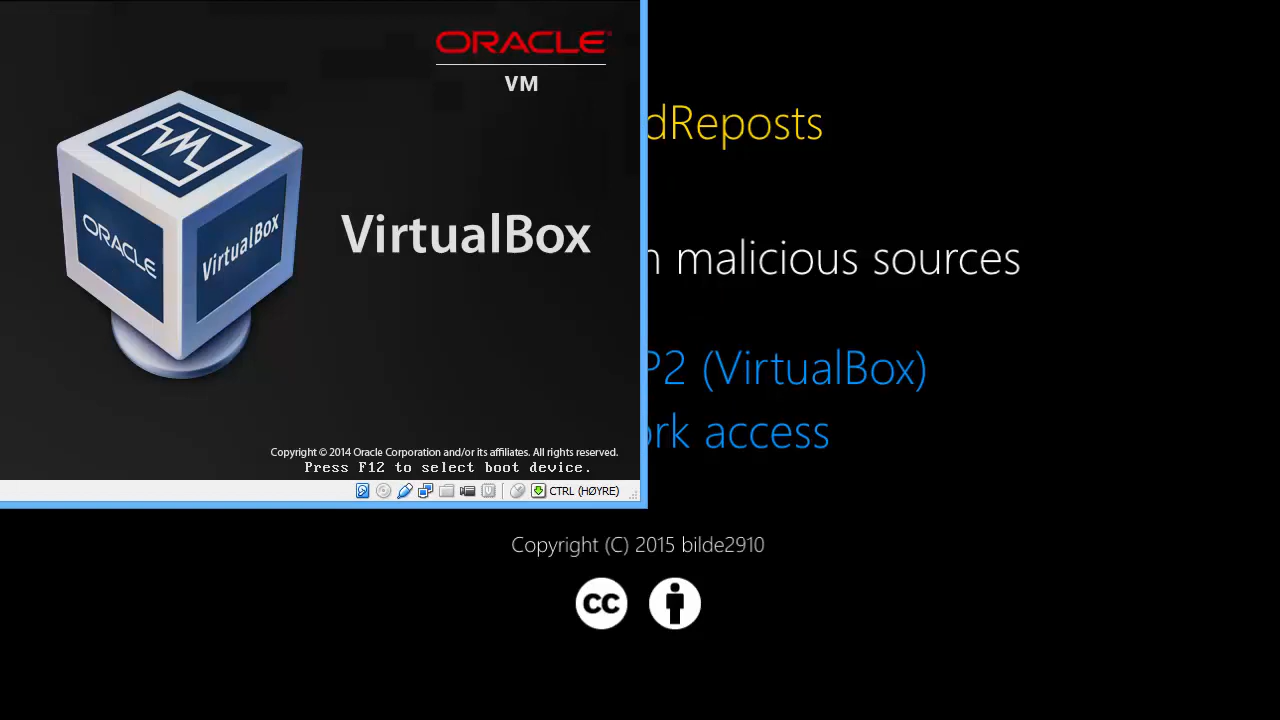 ORACLE
VM
dReposts
ORACLE
VirtualBox
VirtualBox
malicious sources
P2 (VirtualBox)
ork access
Copyright © 2014 Oracle Corporation and/or its affiliates. All rights reserved.
Press F12 to select boot device.
CTRL (HØYRE)
Copyright (C) 2015 bilde2910
cc